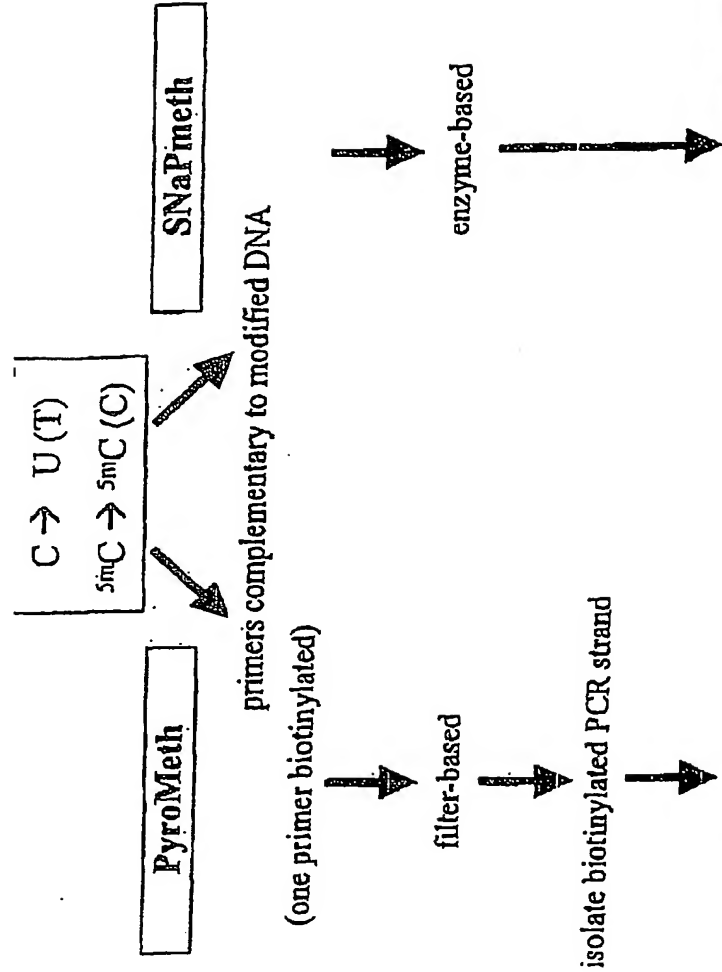 C → U (T)
5mC → 5mC (C)
PyroMeth
SNaPmeth
primers complementary to modified DNA
(one primer biotinylated)
filter-based
enzyme-based
isolate biotinylated PCR strand